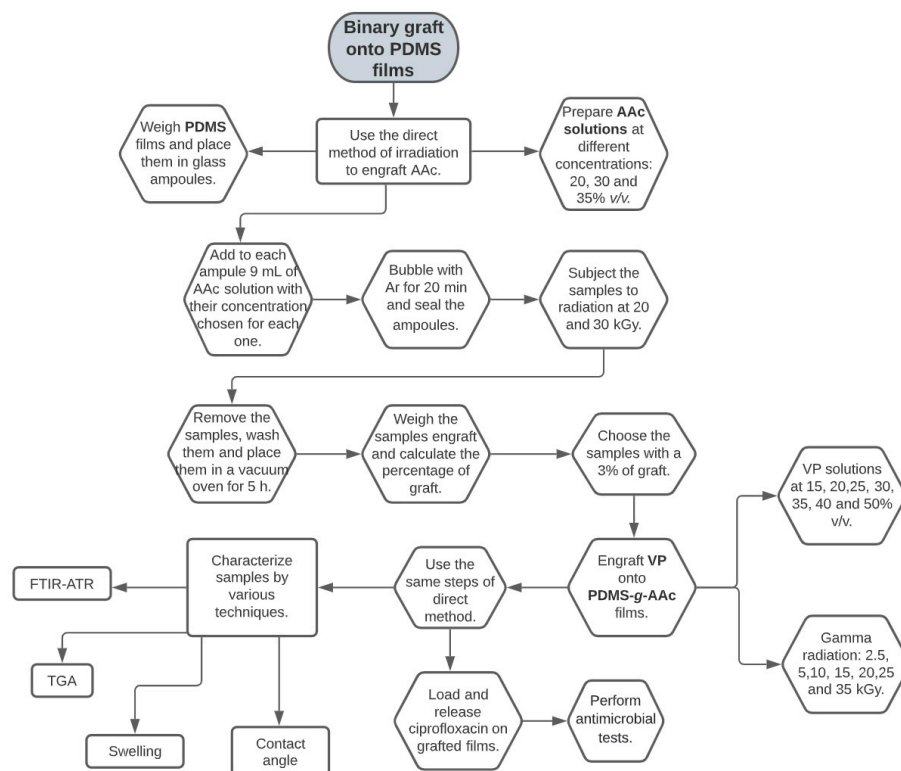 Binary graft
onto PDMS
films
Weigh PDMS
films and place
them in glass
ampoules.
Use the direct
method of irradiation
to engraft AAc.
Prepare AAc
solutions at
different
concentrations:
20, 30 and
35% v/v.
Add to each
ampule 9 mL of
AAc solution with
their concentration
chosen for each
one.
Bubble with
Ar for 20 min
and seal the
ampoules.
Subject the
samples to
radiation at 20
and 30 kGy.
Remove the
samples, wash
them and place
them in a vacuum
oven for 5 h.
Weigh the
samples engraft
and calculate the
percentage of
graft.
Choose the
samples with a
3% of graft.
VP solutions
at 15, 20,25, 30,
35, 40 and 50%
v/v.
Characterize
samples by
various
techniques.
Use the
same steps of
direct
method.
Engraft VP
onto
PDMS-g-AAc
films.
FTIR-ATR
TGA
Swelling
Contact
angle
Load and
release
ciprofloxacin on
grafted films.
Perform
antimicrobial
tests.
Gamma
radiation: 2.5,
5,10, 15, 20,25
and 35 kGy.